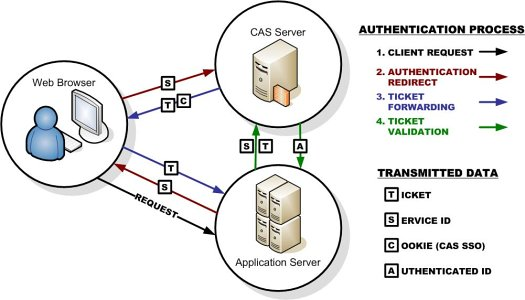 CAS Server
Web Browser
S
T C
S T
A
T
S
REQUEST
Application Server
AUTHENTICATION PROCESS
1. CLIENT REQUEST
2. AUTHENTICATION
REDIRECT
3. TICKET
FORWARDING
4. TICKET
VALIDATION
TRANSMITTED DATA
T ICKET
S ERVICE ID
C OOKIE (CAS SSO)
A UTHENTICATED ID